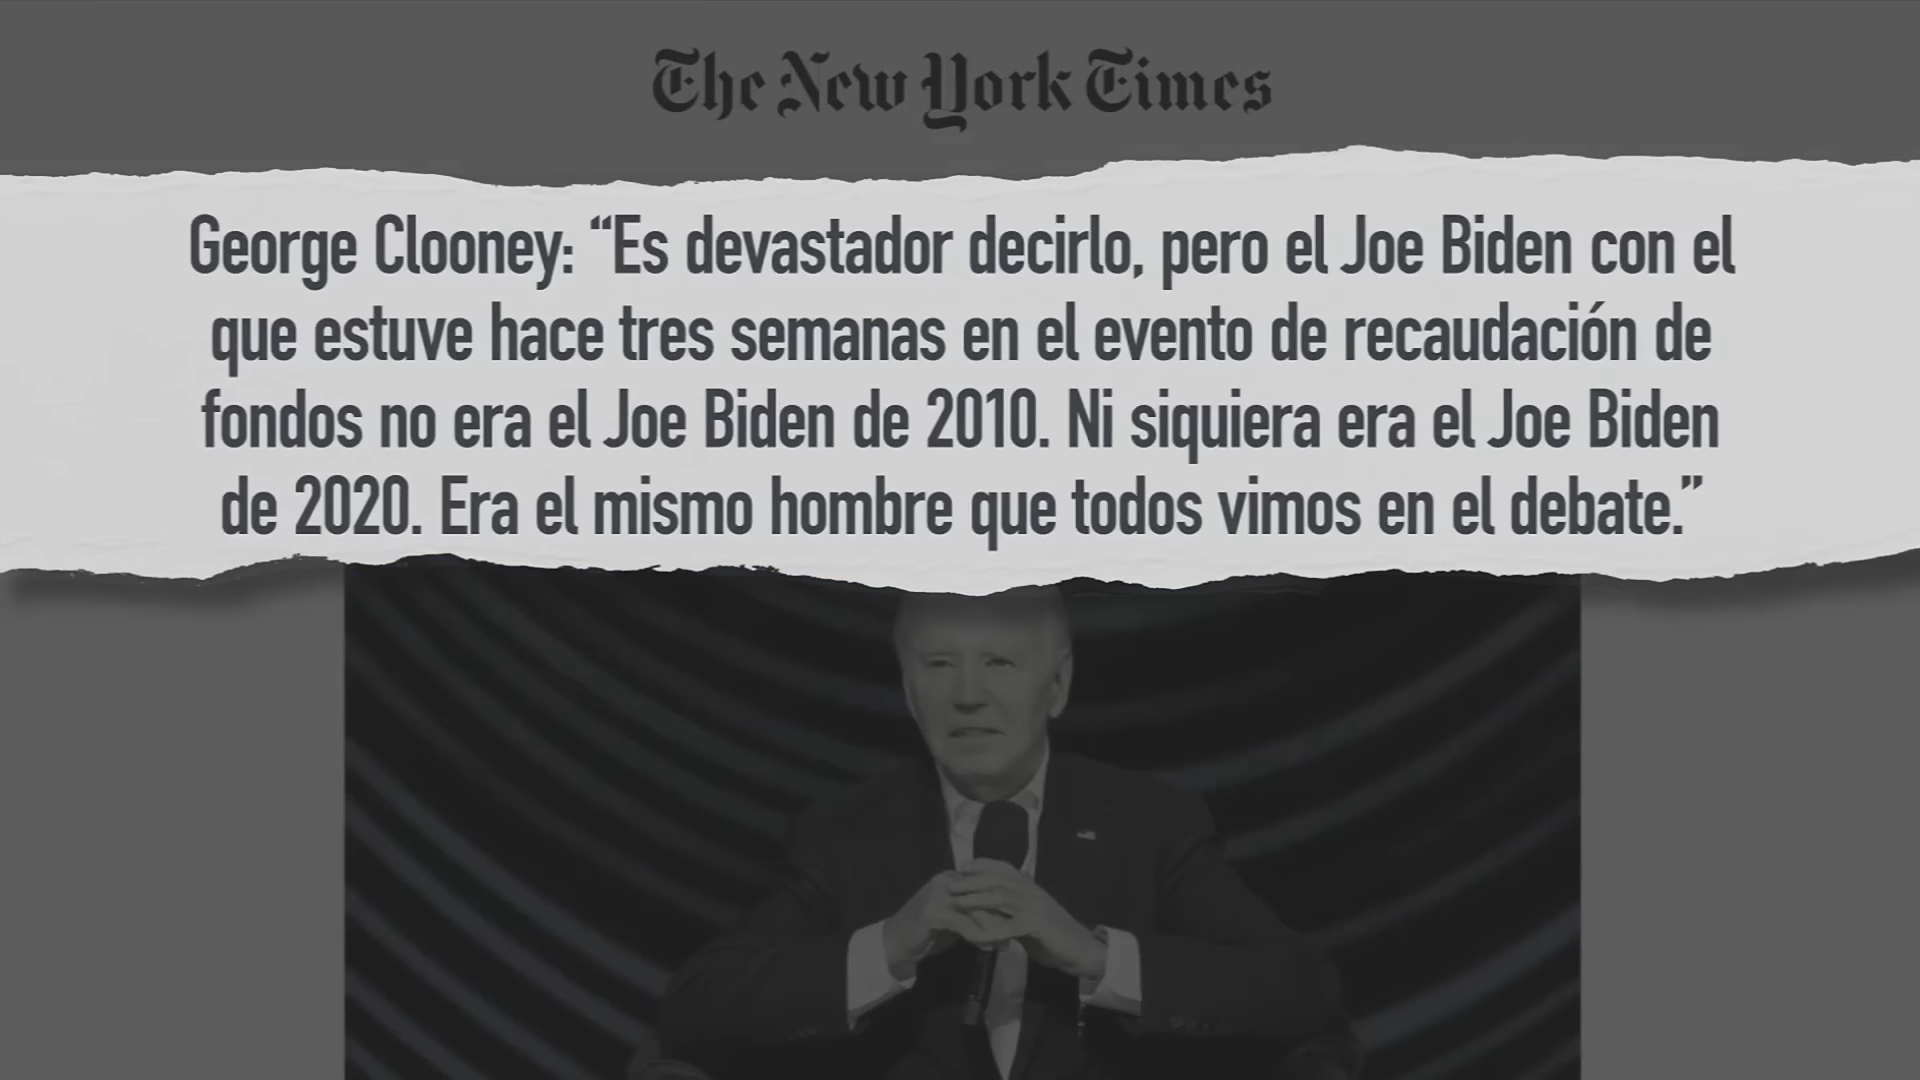 The New York Times
George Clooney: “Es devastador decirlo, pero el Joe Biden con el
que estuve hace tres semanas en el evento de recaudación de
fondos no era el Joe Biden de 2010. Ni siquiera era el Joe Biden
de 2020. Era el mismo hombre que todos vimos en el debate.”